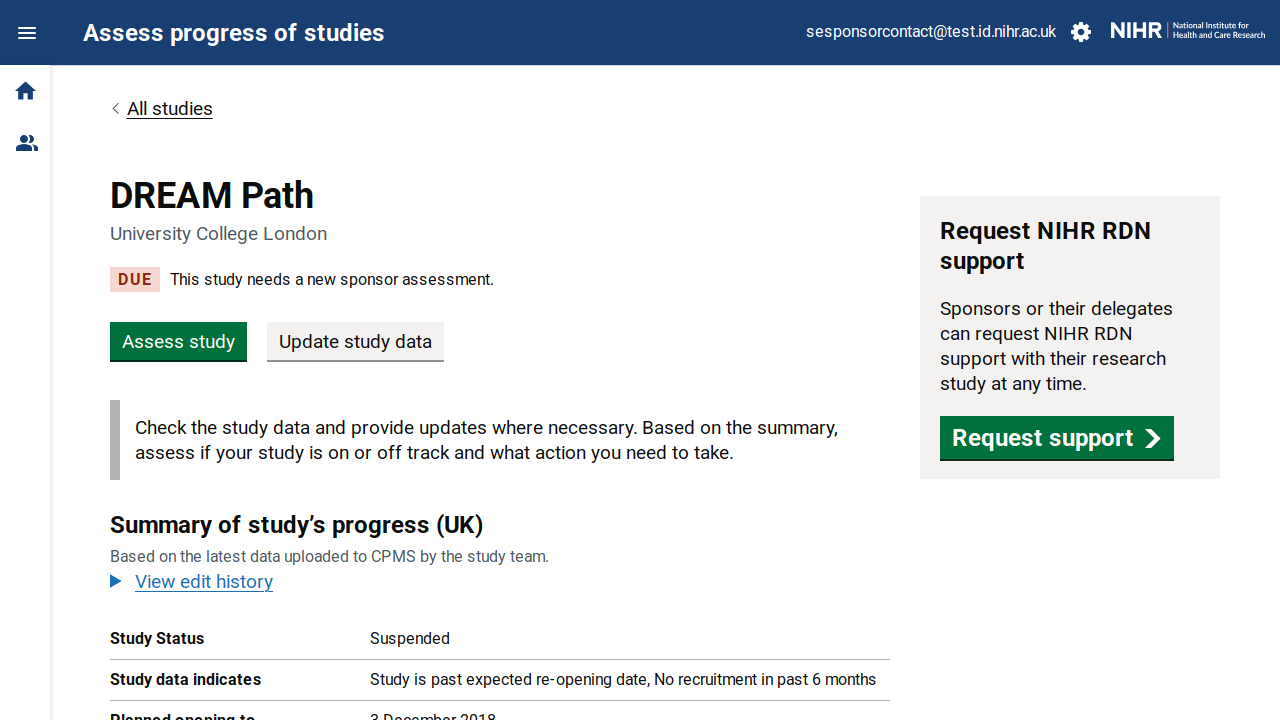 Assess progress of studies
sesponsorcontact@test.id.nihr.ac.uk
NIHR
National Institute for
Health and Care Research
All studies
DREAM Path
University College London
DUE This study needs a new sponsor assessment.
Assess study
Update study data
Check the study data and provide updates where necessary. Based on the summary,
assess if your study is on or off track and what action you need to take.
Summary of study’s progress (UK)
Based on the latest data uploaded to CPMS by the study team.
View edit history
Study Status Suspended
Study data indicates Study is past expected re-opening date, No recruitment in past 6 months
Planned opening to 3 December 2018
Request NIHR RDN
support
Sponsors or their delegates
can request NIHR RDN
support with their research
study at any time.
Request support